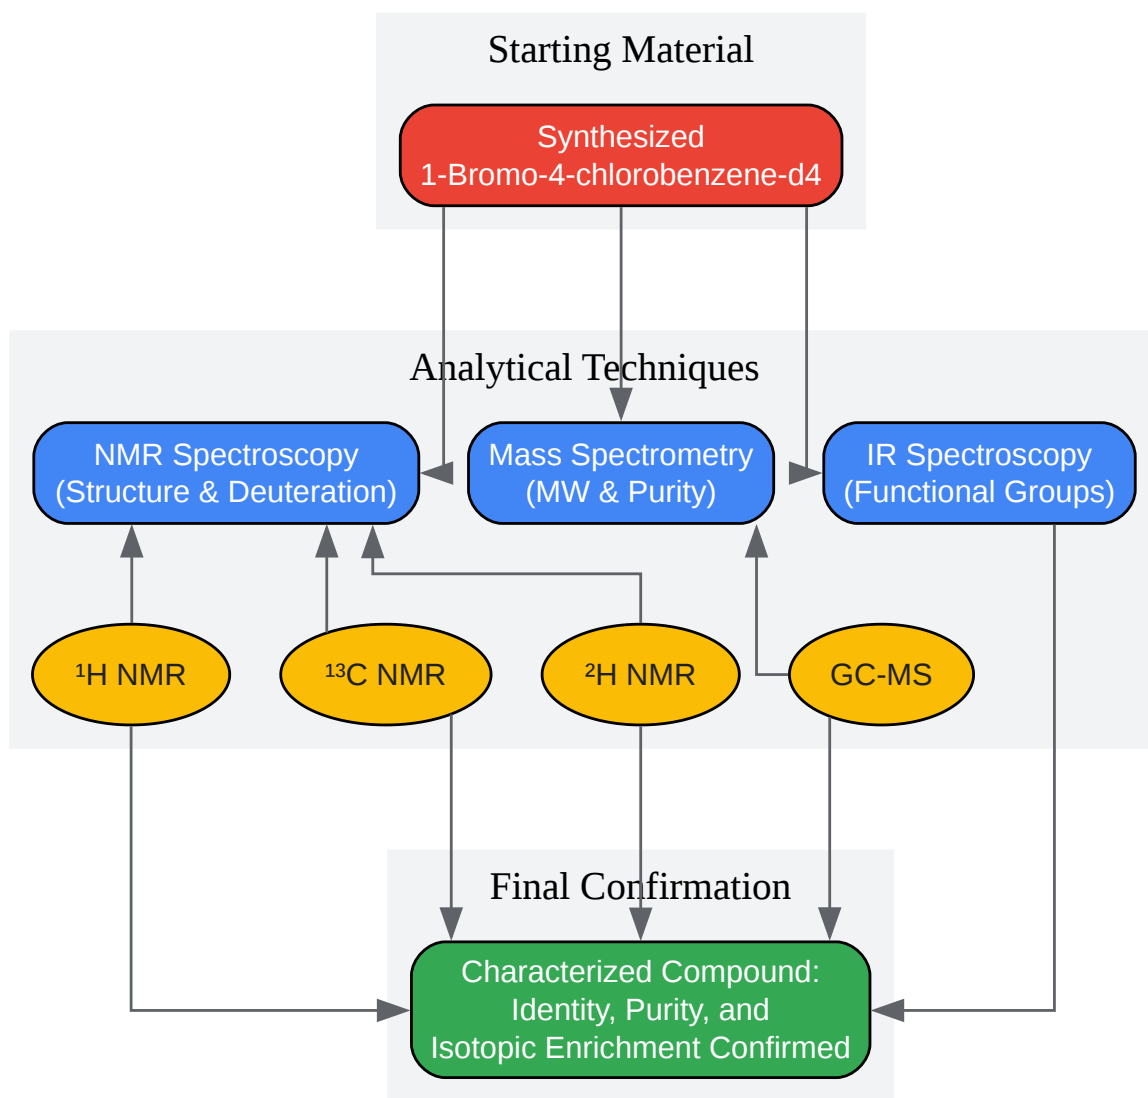 Starting Material
Synthesized
1-Bromo-4-chlorobenzene-d4
Analytical Techniques
NMR Spectroscopy
(Structure & Deuteration)
Mass Spectrometry
(MW & Purity)
IR Spectroscopy
(Functional Groups)
¹H NMR
¹³C NMR
²H NMR
GC-MS
Final Confirmation
Characterized Compound:
Identity, Purity, and
Isotopic Enrichment Confirmed